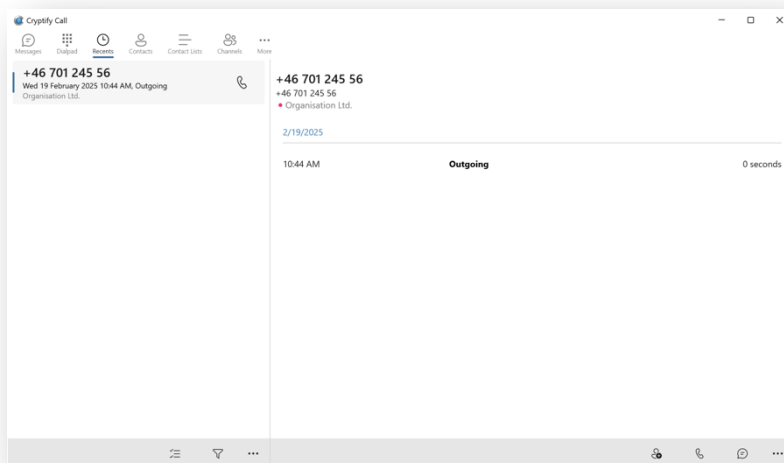 Cryptify Call
Messages Dialpad Recents Contacts Contact Lists Channels More
+46 701 245 56
Wed 19 February 2025 10:44 AM, Outgoing
Organisation Ltd.
+46 701 245 56
+46 701 245 56
Organisation Ltd.
2/19/2025
10:44 AM Outgoing 0 seconds